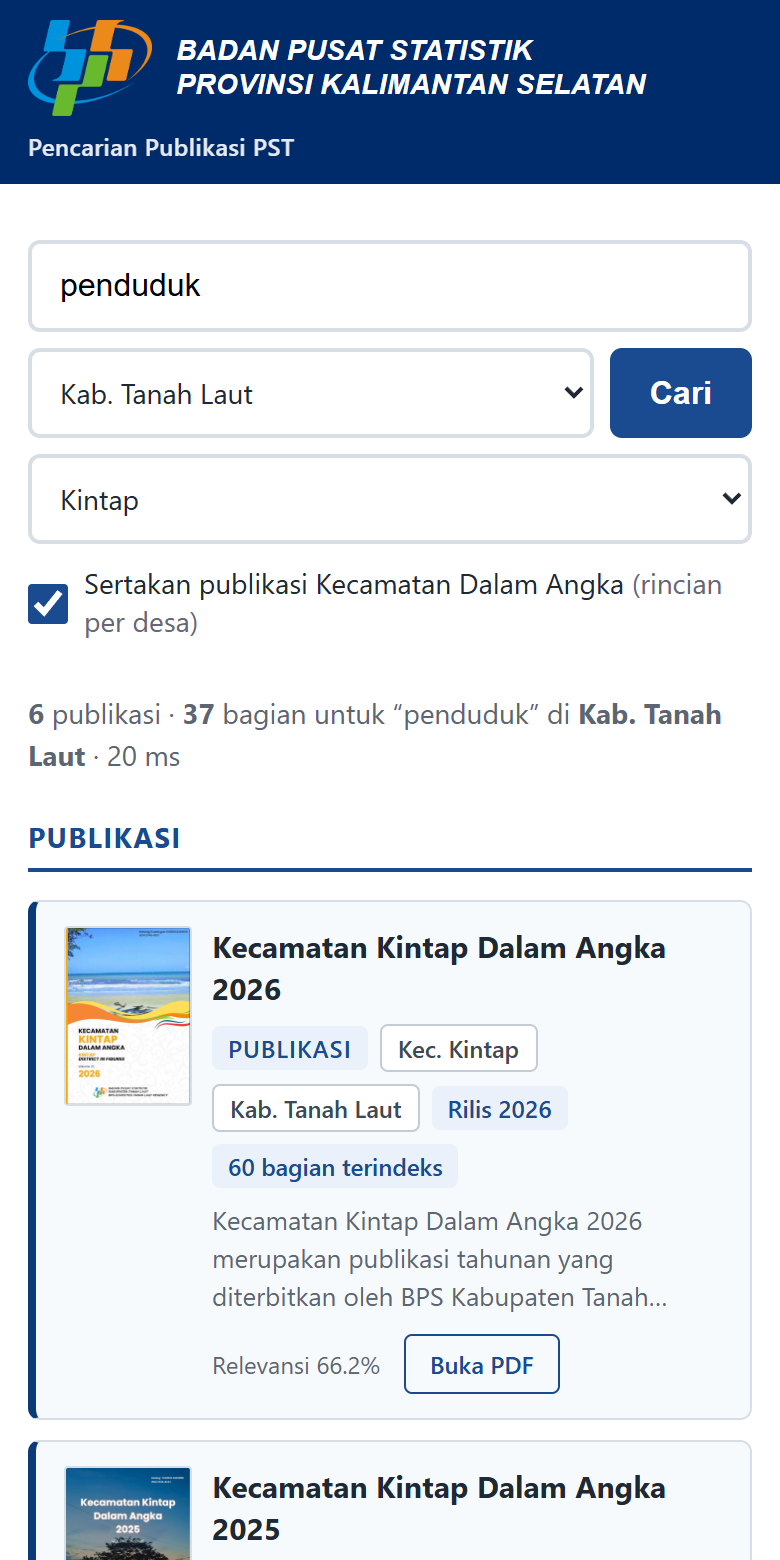 BADAN PUSAT STATISTIK
PROVINSI KALIMANTAN SELATAN
Pencarian Publikasi PST
penduduk
Kab. Tanah Laut
Cari
Kintap
Sertakan publikasi Kecamatan Dalam Angka (rincian
per desa)
6 publikasi · 37 bagian untuk “penduduk” di Kab. Tanah
Laut · 20 ms
PUBLIKASI
KECAMATAN
KINTAP
DALAM ANGKA
2026
Kecamatan Kintap Dalam Angka
2026
PUBLIKASI
Kec. Kintap
Kab. Tanah Laut
Rilis 2026
60 bagian terindeks
Kecamatan Kintap Dalam Angka 2026
merupakan publikasi tahunan yang
diterbitkan oleh BPS Kabupaten Tanah...
Relevansi 66.2%
Buka PDF
Kecamatan Kintap
Dalam Angka
2025
Kecamatan Kintap Dalam Angka
2025